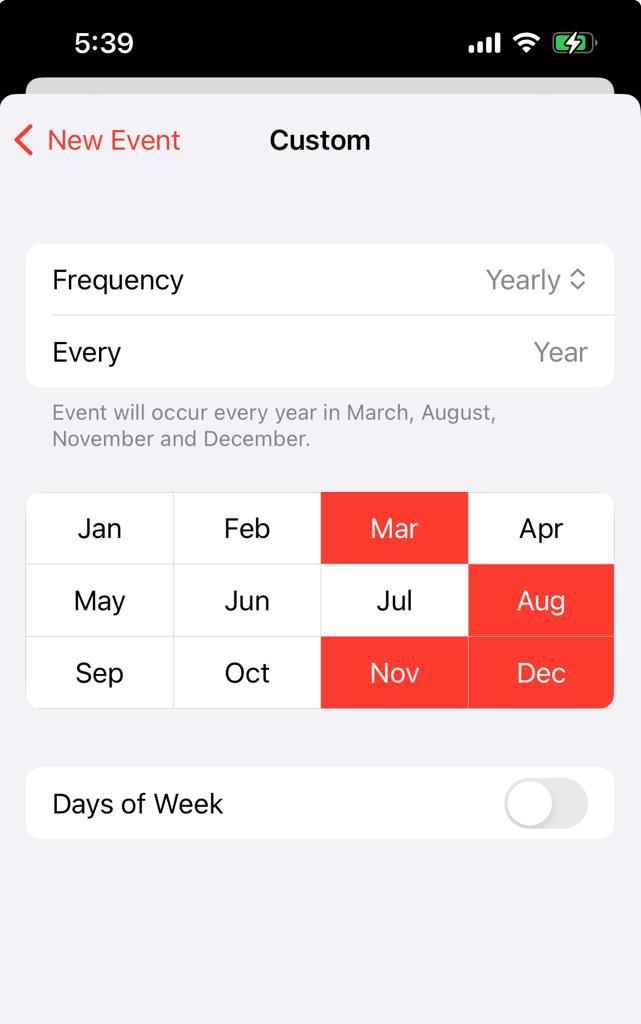 5:39
New Event
Custom
Frequency Yearly
Every Year
Event will occur every year in March, August,
November and December.
Jan Feb Mar Apr
May Jun Jul Aug
Sep Oct Nov Dec
Days of Week